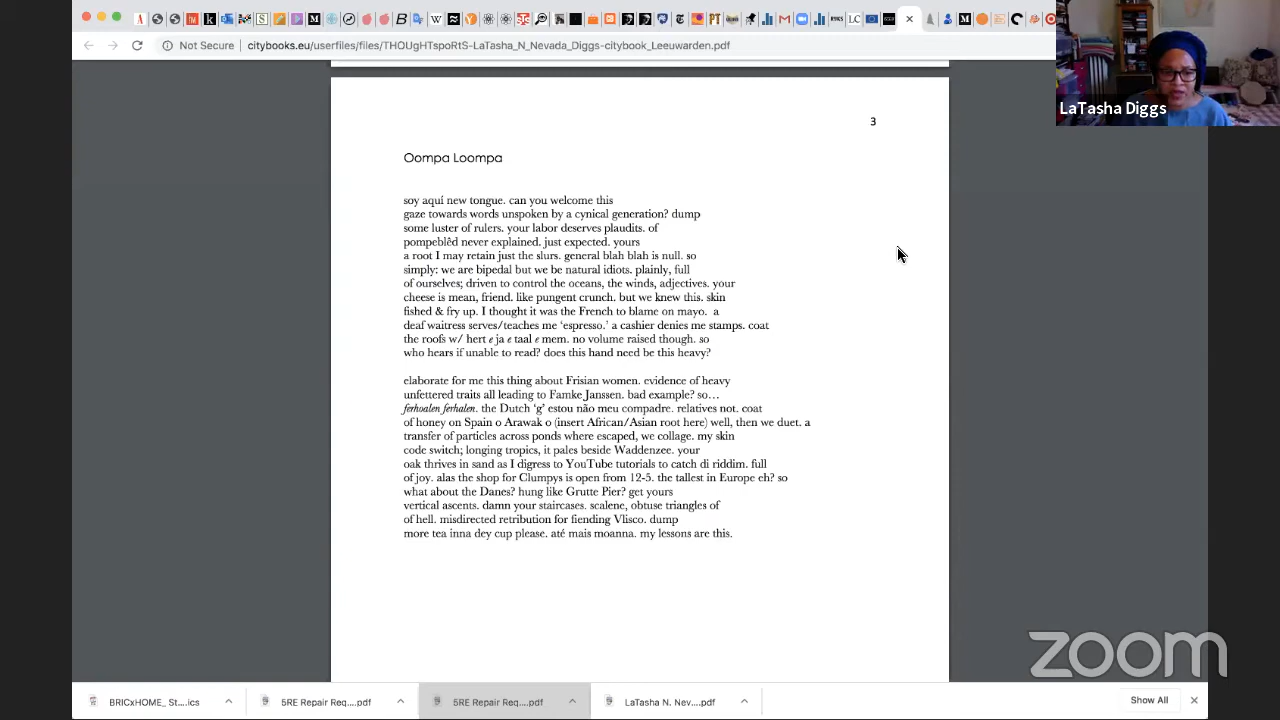 Not Secure
citybooks.eu/userfiles/files/THOUgHTspoRtS-LaTasha_N_Nevada_Diggs-citybook_Leeuwarden.pdf
LaTasha Diggs
3
Oompa Loompa
soy aquí new tongue. can you welcome this
gaze towards words unspoken by a cynical generation? dump
some luster of rulers. your labor deserves plaudits. of
pompeblêd never explained. just expected. yours
a root I may retain just the slurs. general blah blah is null. so
simply: we are bipedal but we be natural idiots. plainly, full
of ourselves; driven to control the oceans, the winds, adjectives. your
cheese is mean, friend. like pungent crunch. but we knew this. skin
fished & fry up. I thought it was the French to blame on mayo. a
deaf waitress serves/teaches me ‘espresso.’ a cashier denies me stamps. coat
the roofs w/ hert e ja e taal e mem. no volume raised though. so
who hears if unable to read? does this hand need be this heavy?
elaborate for me this thing about Frisian women. evidence of heavy
unfettered traits all leading to Famke Janssen. bad example? so…
ferhoalen ferhalen. the Dutch ‘g’ estou não meu compadre. relatives not. coat
of honey on Spain o Arawak o (insert African/Asian root here) well, then we duet. a
transfer of particles across ponds where escaped, we collage. my skin
code switch; longing tropics, it pales beside Waddenzee. your
oak thrives in sand as I digress to YouTube tutorials to catch di riddim. full
of joy. alas the shop for Clumpys is open from 12-5. the tallest in Europe eh? so
what about the Danes? hung like Grutte Pier? get yours
vertical ascents. damn your staircases. scalene, obtuse triangles of
of hell. misdirected retribution for fiending Vlisco. dump
more tea inna dey cup please. até mais moanna. my lessons are this.
zoom
BRICxHOME_ St....ics
5RE Repair Req....pdf
5RE Repair Req....pdf
LaTasha N. Nev....pdf
Show All